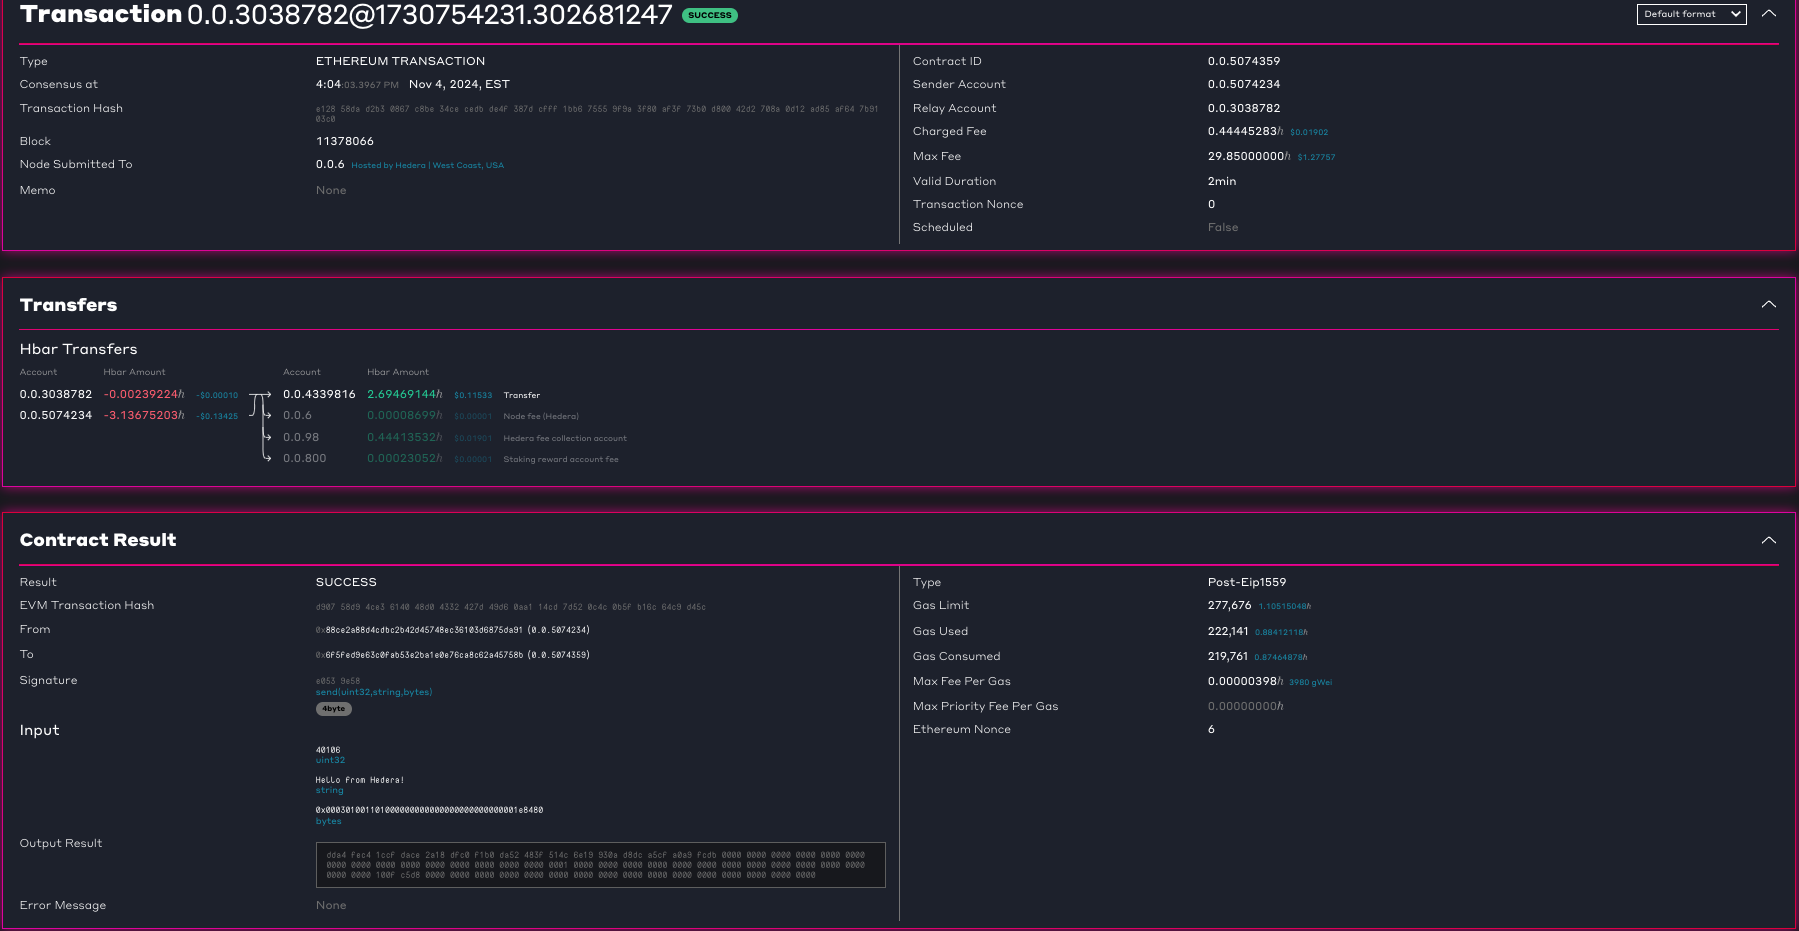 Transaction 0.0.3038782@1730754231.302681247 SUCCESS
Default format
Type ETHEREUM TRANSACTION
Consensus at 4:04:03.3967 PM Nov 4, 2024, EST
Transaction Hash e128 58da d2b3 0867 c8be 34ce cedb de4f 387d cfff 1bb6 7555 9f9a 3f80 af3f 73b0 d800 42d2 708a 0d12 ad85 af64 7b91
03c0
Block 11378066
Node Submitted To 0.0.6 Hosted by Hedera | West Coast, USA
Memo None
Contract ID 0.0.5074359
Sender Account 0.0.5074234
Relay Account 0.0.3038782
Charged Fee 0.44445283ℏ $0.01902
Max Fee 29.85000000ℏ $1.27757
Valid Duration 2min
Transaction Nonce 0
Scheduled False
Transfers
Hbar Transfers
Account Hbar Amount Account Hbar Amount
0.0.3038782 -0.00239224ℏ -$0.00010 0.0.4339816 2.69469144ℏ $0.11533 Transfer
0.0.5074234 -3.13675203ℏ -$0.13425 0.0.6 0.00008699ℏ $0.00001 Node fee (Hedera)
0.0.98 0.44413532ℏ $0.01901 Hedera fee collection account
0.0.800 0.00023052ℏ $0.00001 Staking reward account fee
Contract Result
Result SUCCESS
EVM Transaction Hash d907 58d9 4ce3 6140 48d0 4332 427d 49d6 0aa1 14cd 7d52 0c4c 0b5f b16c 64c9 d45c
From 0x88ce2a88d4cdbc2b42d45748ec36103d6875da91 (0.0.5074234)
To 0x6f5fed9e63c0fab53e2ba1e0e76ca8c62a45758b (0.0.5074359)
Signature e053 9e58
send(uint32,string,bytes)
4byte
Input
40106
uint32
Hello from Hedera!
string
0x000301001101000000000000000000000000001e8480
bytes
Output Result dda4 fec4 1ccf dace 2a18 dfc0 f1b0 da52 483f 514c 6e19 930a d8dc a5cf a0a9 fcdb 0000 0000 0000 0000 0000 0000
0000 0000 0000 0000 0000 0000 0000 0000 0000 0001 0000 0000 0000 0000 0000 0000 0000 0000 0000 0000 0000 0000
0000 0000 100f c5d8 0000 0000 0000 0000 0000 0000 0000 0000 0000 0000 0000 0000 0000 0000 0000 0000
Error Message None
Type Post-Eip1559
Gas Limit 277,676 1.10515048ℏ
Gas Used 222,141 0.88412118ℏ
Gas Consumed 219,761 0.87464878ℏ
Max Fee Per Gas 0.00000398ℏ 3980 gWei
Max Priority Fee Per Gas 0.00000000ℏ
Ethereum Nonce 6